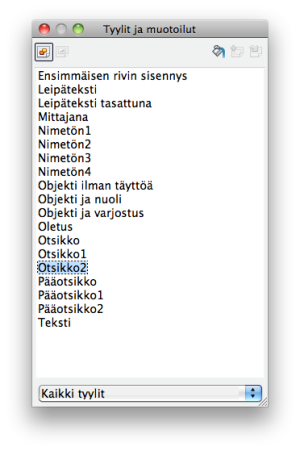 Tyylit ja muotoilut
Ensimmäisen rivin sisennys
Leipäteksti
Leipäteksti tasattuna
Mittajana
Nimetön1
Nimetön2
Nimetön3
Nimetön4
Objekti ilman täyttöä
Objekti ja nuoli
Objekti ja varjostus
Oletus
Otsikko
Otsikko1
Otsikko2
Pääotsikko
Pääotsikko1
Pääotsikko2
Teksti
Kaikki tyylit